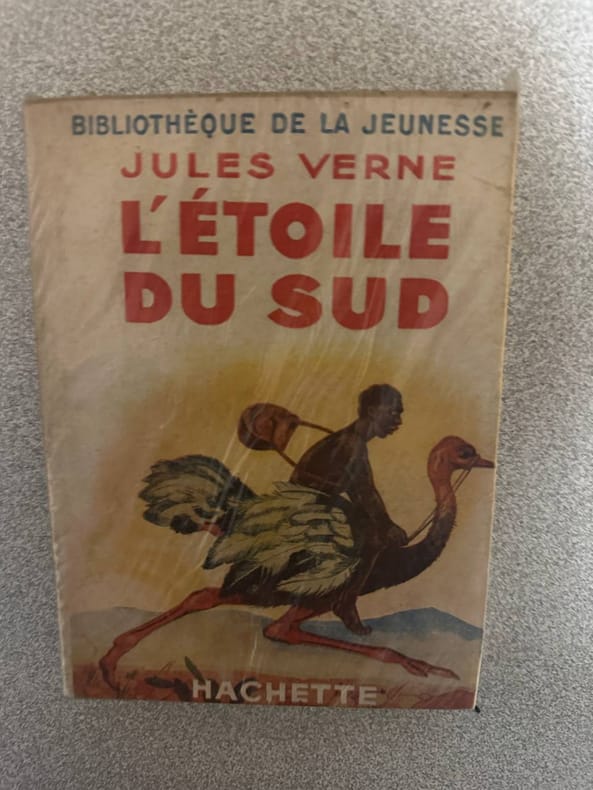 BIBLIOTHÈQUE DE LA JEUNESSE
JULES VERNE
L'ÉTOILE
DU SUD
HACHETTE